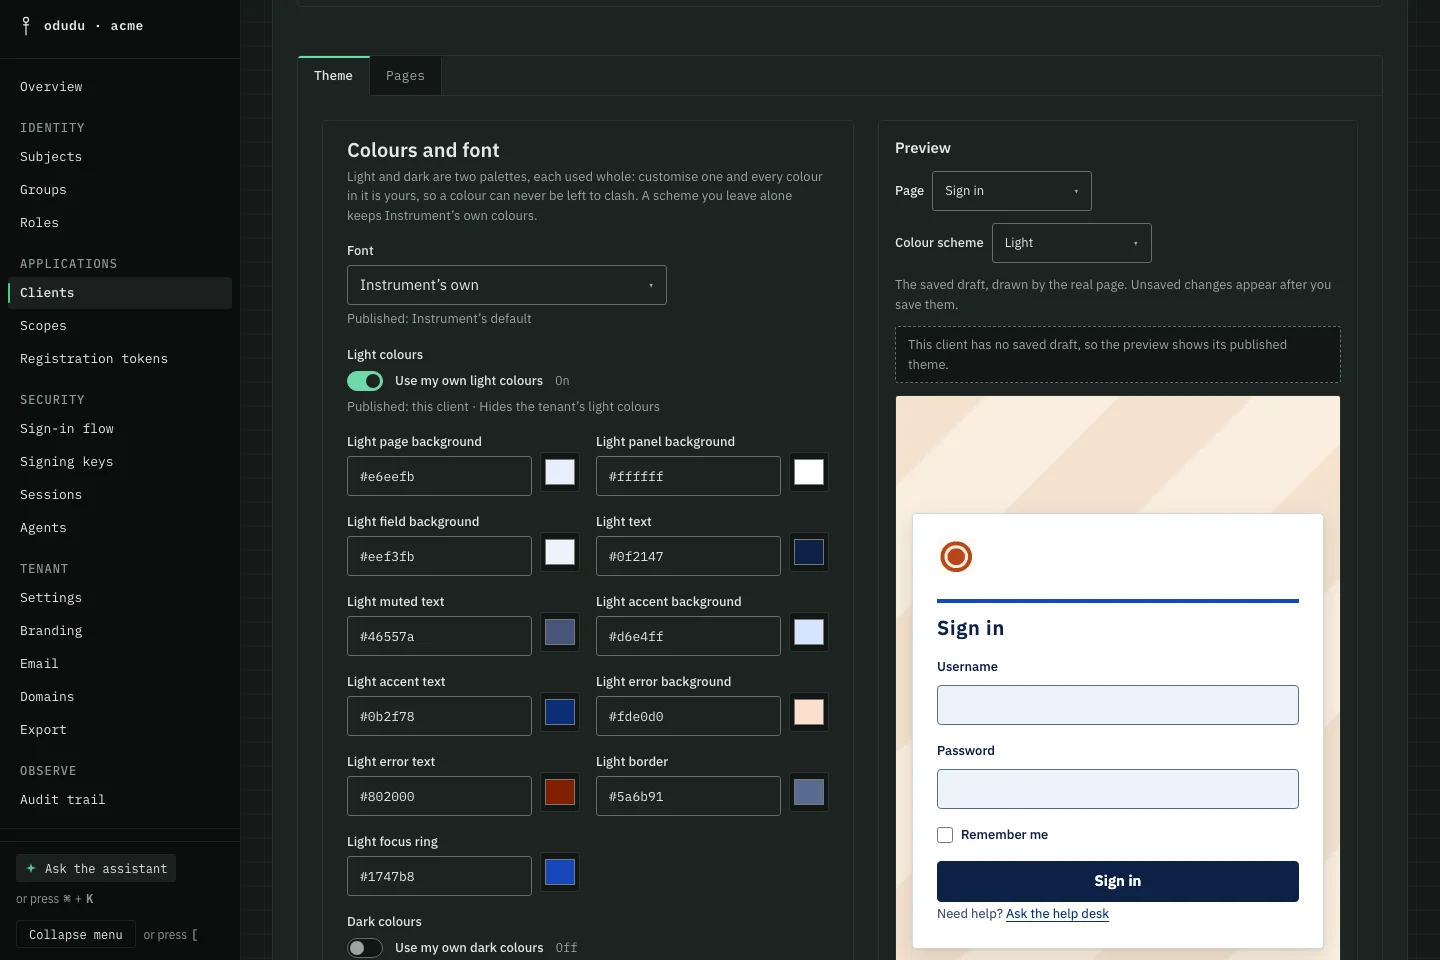 odudu · acme
Overview
IDENTITY
Subjects
Groups
Roles
APPLICATIONS
Clients
Scopes
Registration tokens
SECURITY
Sign-in flow
Signing keys
Sessions
Agents
TENANT
Settings
Branding
Email
Domains
Export
OBSERVE
Audit trail
Ask the assistant
or press ⌘ + K
Collapse menu or press [
Theme Pages
Colours and font
Light and dark are two palettes, each used whole: customise one and every colour
in it is yours, so a colour can never be left to clash. A scheme you leave alone
keeps Instrument’s own colours.
Font
Instrument’s own
Published: Instrument’s default
Light colours
Use my own light colours On
Published: this client · Hides the tenant’s light colours
Light page background Light panel background
#e6eefb #ffffff
Light field background Light text
#eef3fb #0f2147
Light muted text Light accent background
#46557a #d6e4ff
Light accent text Light error background
#0b2f78 #fde0d0
Light error text Light border
#802000 #5a6b91
Light focus ring
#1747b8
Dark colours
Use my own dark colours Off
Preview
Page Sign in
Colour scheme Light
The saved draft, drawn by the real page. Unsaved changes appear after you
save them.
This client has no saved draft, so the preview shows its published
theme.
Sign in
Username
Password
Remember me
Sign in
Need help? Ask the help desk